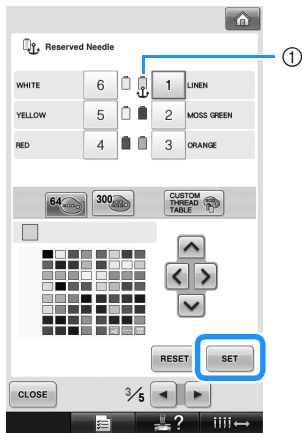 Reserved Needle
①
WHITE 6 1 LINEN
YELLOW 5 2 MOSS GREEN
RED 4 3 ORANGE
64 300 CUSTOM
THREAD
TABLE
RESET SET
CLOSE 3/5
?